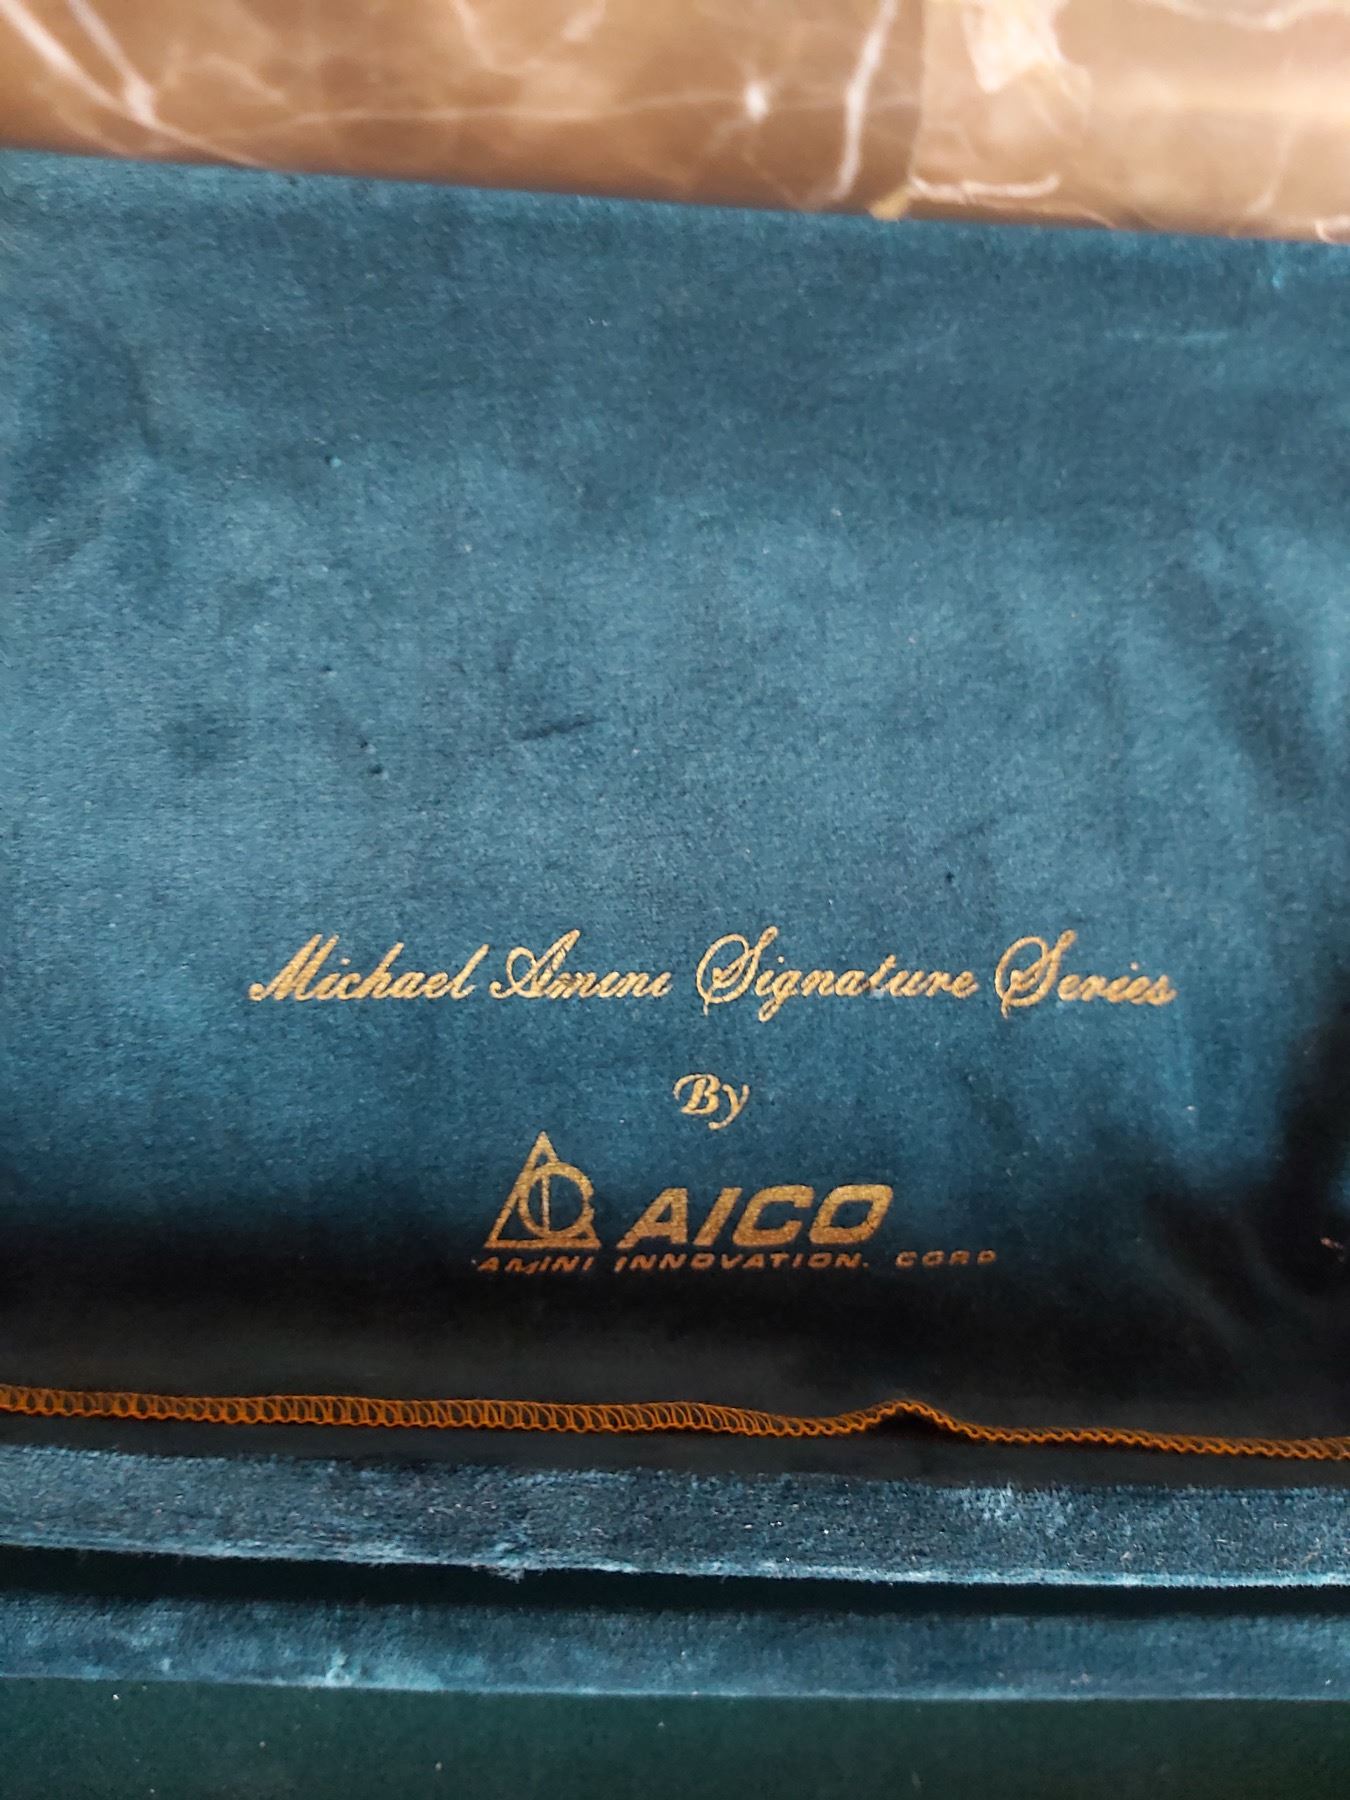 Michael Amini Signature Series
By
AICO
AMINI INNOVATION. CORP